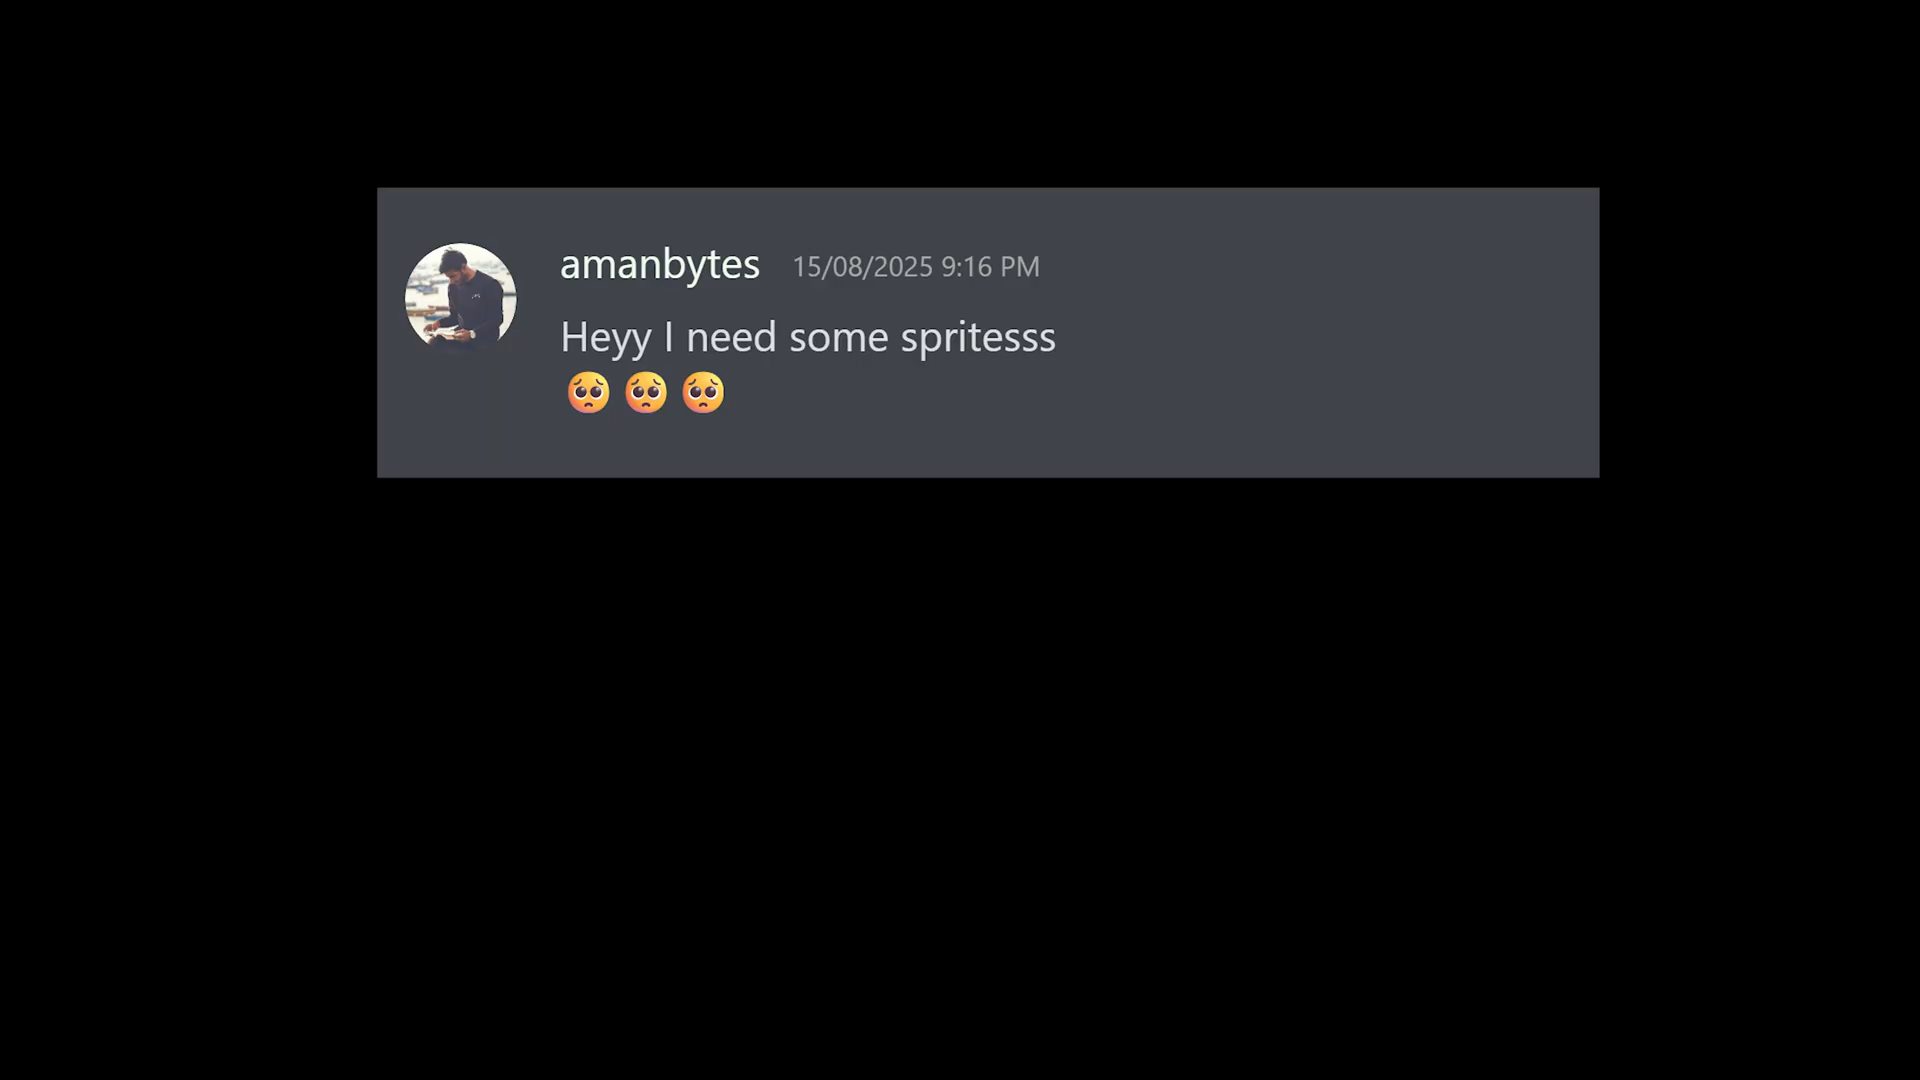 amanbytes 15/08/2025 9:16 PM
Heyy I need some spritesss
🥺 🥺 🥺